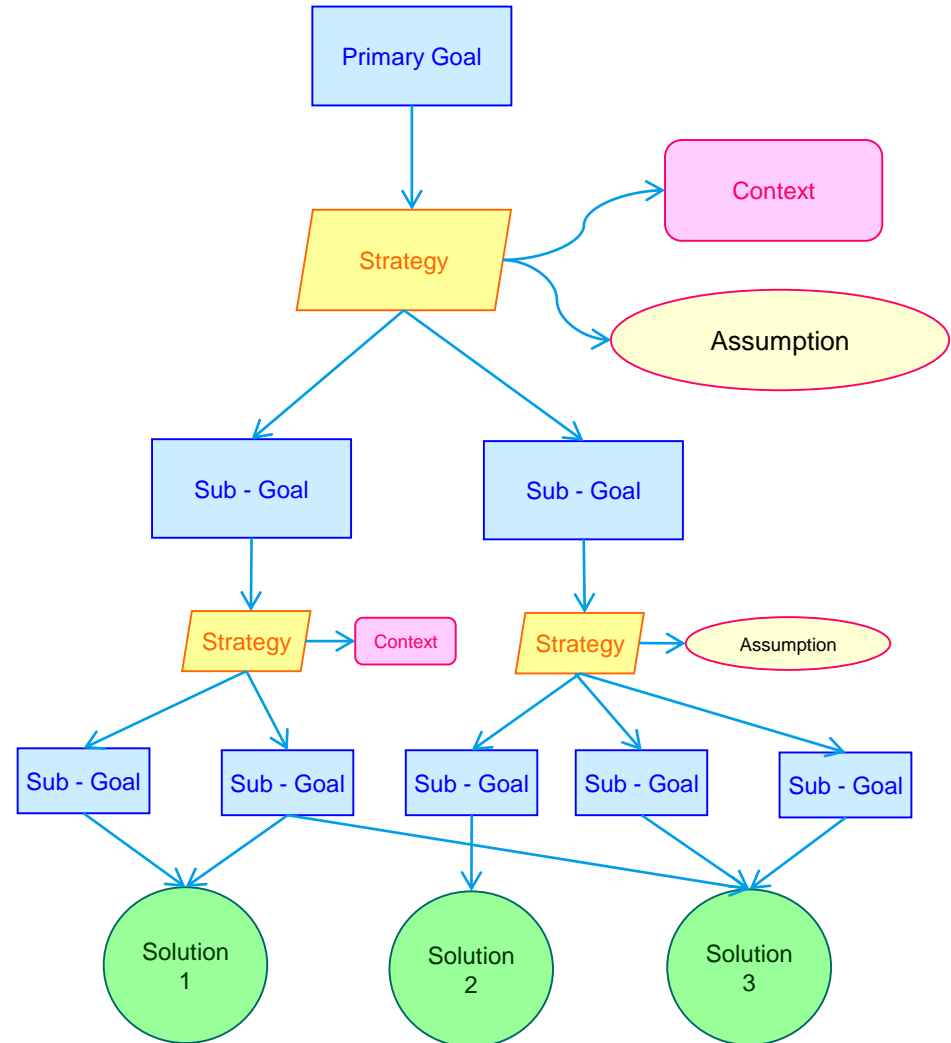 Primary Goal
Context
Strategy
Assumption
Sub - Goal
Sub - Goal
Strategy
Context
Strategy
Assumption
Sub - Goal
Sub - Goal
Sub - Goal
Sub - Goal
Sub - Goal
Solution
1
Solution
2
Solution
3